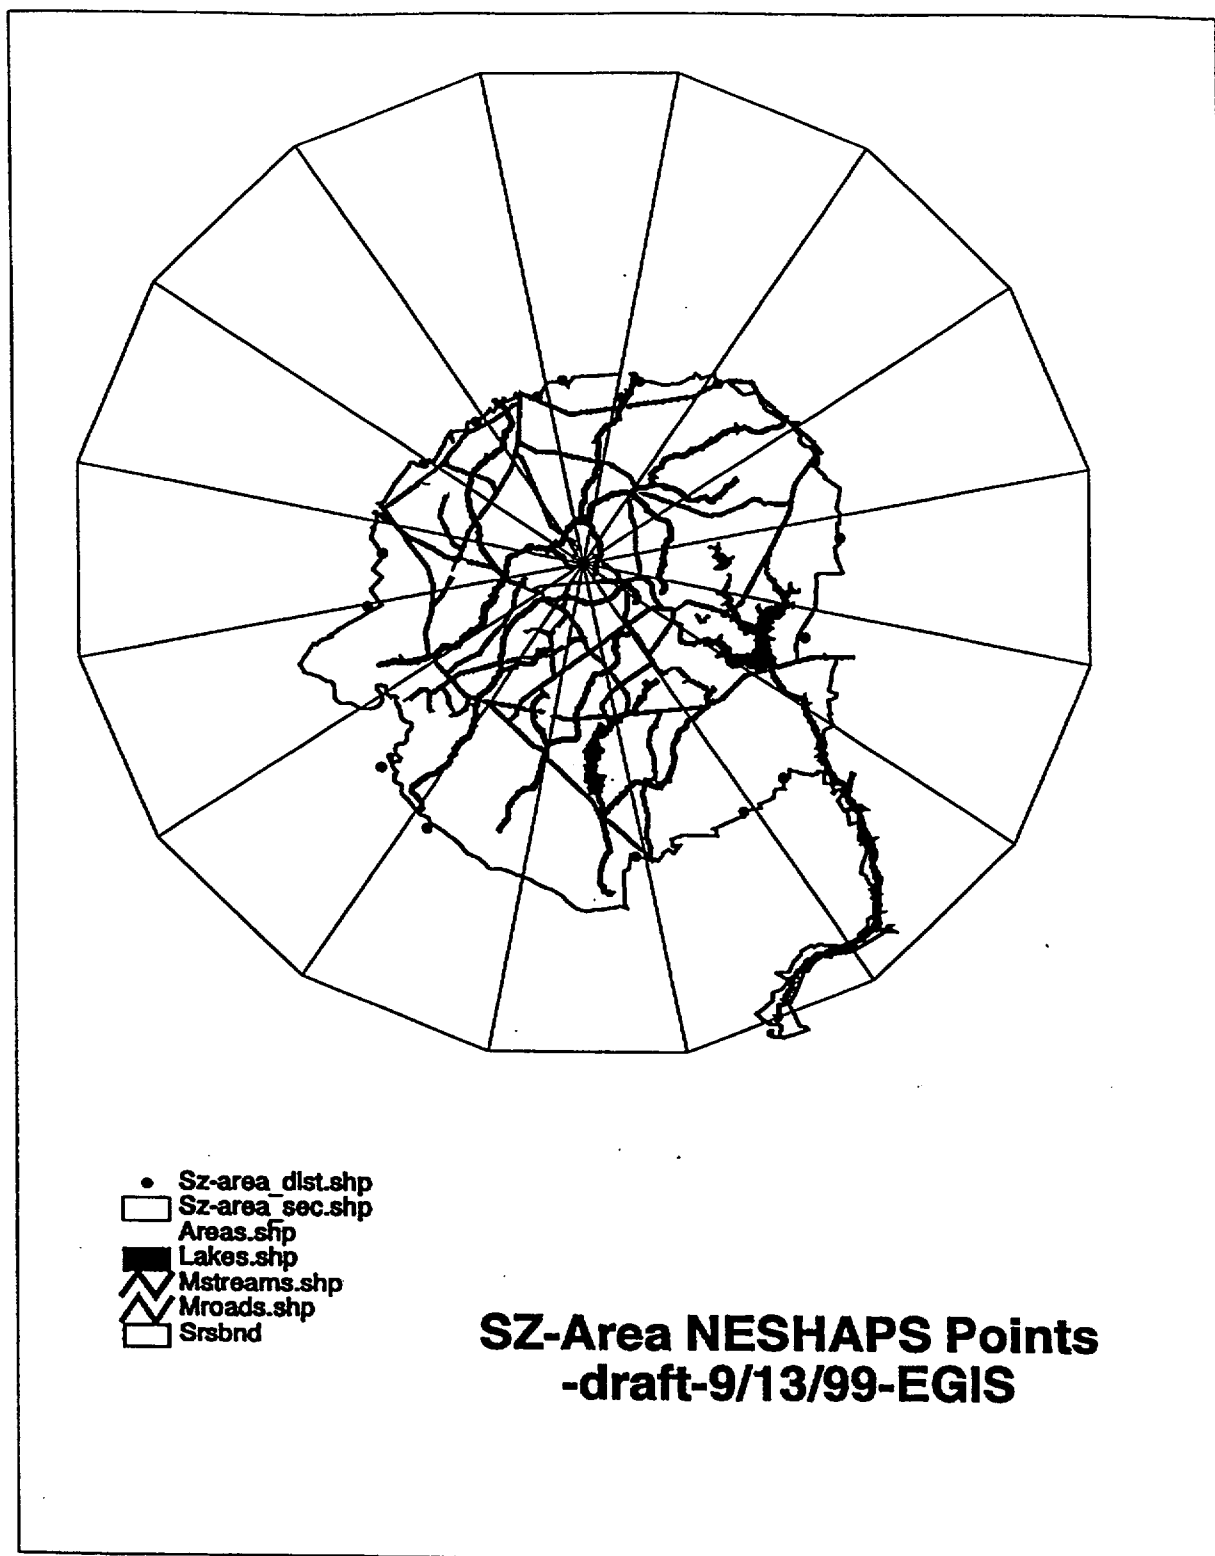 Sz-area_dist.shp
Sz-area_sec.shp
Areas.shp
Lakes.shp
Mstreams.shp
Mroads.shp
Srsbnd
SZ-Area NESHAPS Points
-draft-9/13/99-EGIS